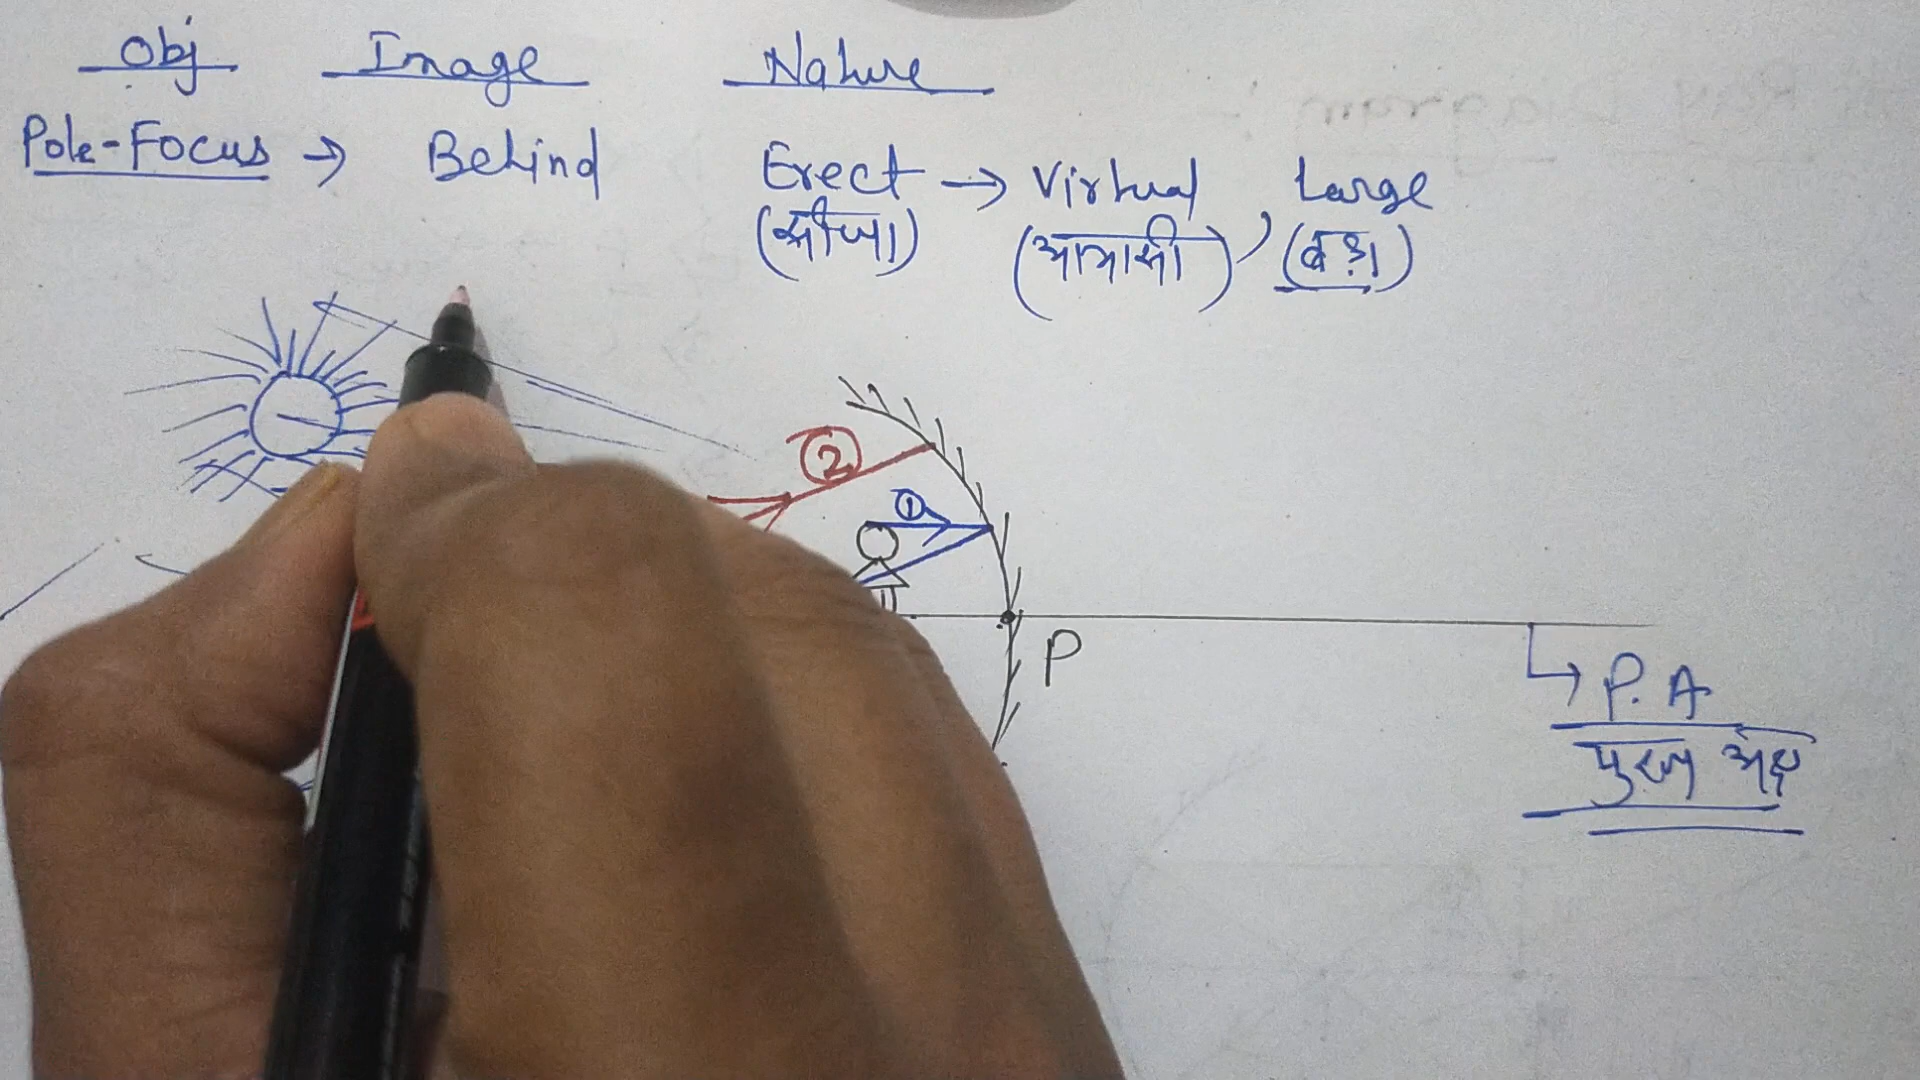 Obj Image Nature
Pole-Focus → Behind Erect → Virtual, Large
(सीधा) (आभासी), (बड़ा)
②
①
P
P.A
मुख्य अक्ष